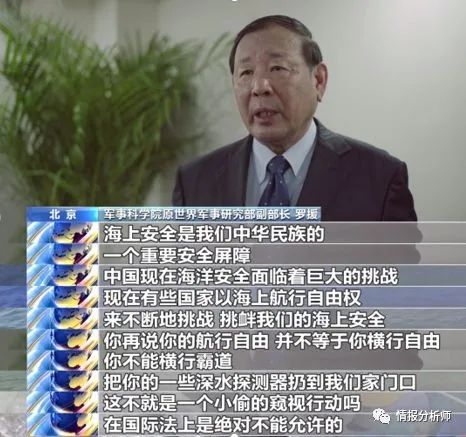 北京
军事科学院原世界军事研究部副部长 罗援
海上安全是我们中华民族的
一个重要安全屏障
中国现在海洋安全面临着巨大的挑战
现在有些国家以海上航行自由权
来不断地挑战 挑衅我们的海上安全
你再说你的航行自由 并不等于你横行自由
你不能横行霸道
把你的一些深水探测器扔到我们家门口
这不就是一个小偷的窥视行动吗
在国际法上是绝对不能允许的
情报分析师